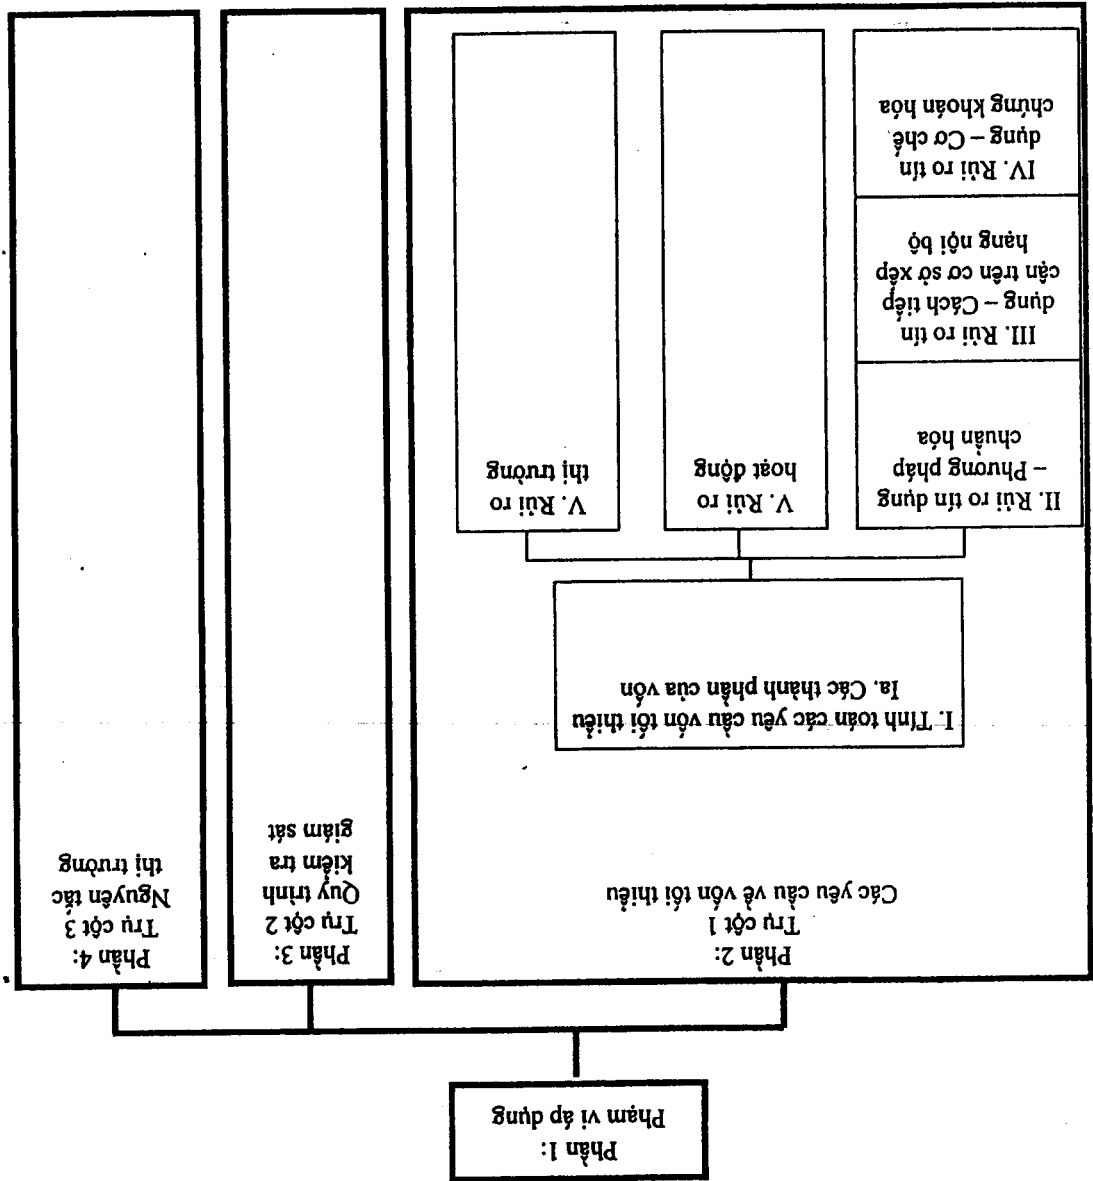 Phần 1:
Phạm vi áp dụng
Phần 2:
Trụ cột 1
Các yêu cầu về vốn tối thiểu
I. Tính toán các yêu cầu vốn tối thiểu
Ia. Các thành phần của vốn
II. Rủi ro tín dụng
– Phương pháp
chuẩn hóa
III. Rủi ro tín
dụng – Cách tiếp
cận trên cơ sở xếp
hạng nội bộ
IV. Rủi ro tín
dụng – Cơ chế
chứng khoán hóa
V. Rủi ro
hoạt động
V. Rủi ro
thị trường
Phần 3:
Trụ cột 2
Quy trình
kiểm tra
giám sát
Phần 4:
Trụ cột 3
Nguyên tắc
thị trường